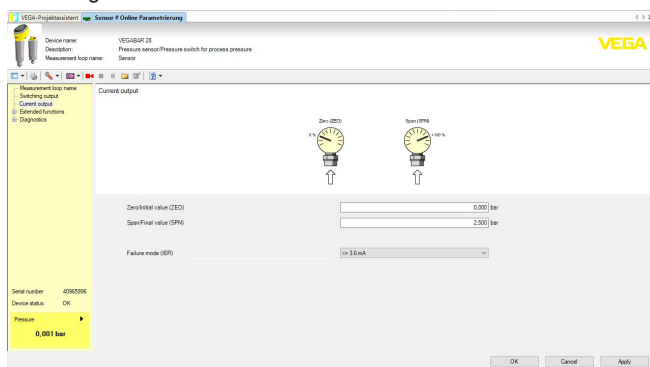 VEGA-Projektassistent
Sensor # Online Parametrierung
Device name: VEGABAR 28
Description: Pressure sensor/Pressure switch for process pressure
Measurement loop name: Sensor
VEGA
Measurement loop name
Switching output
Current output
Extended functions
Diagnostics
Current output
Zero (ZEO)
Span (SPN)
0 %
+100 %
Zero/Initial value (ZEO) 0,000 bar
Span/Final value (SPN) 2,500 bar
Failure mode (IER) <= 3.6 mA
Serial number 40965996
Device status OK
Pressure
0,001 bar
OK Cancel Apply